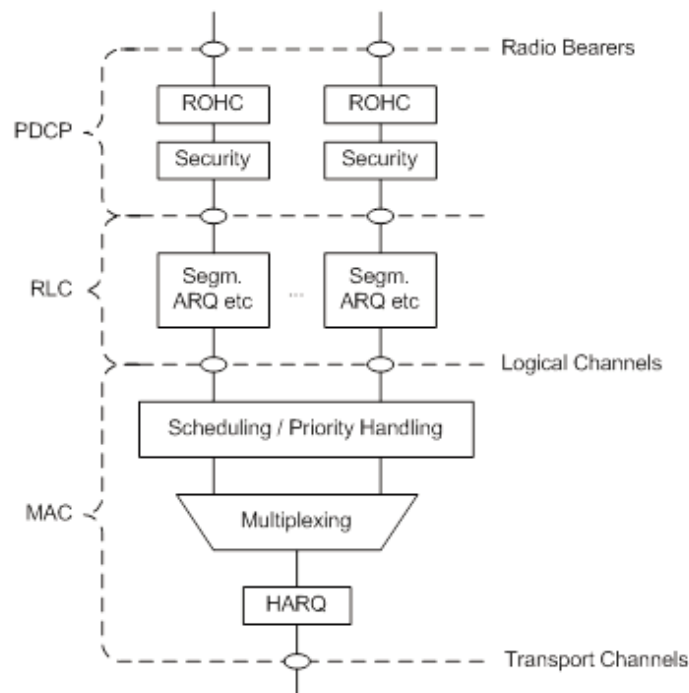 Radio Bearers
ROHC ROHC
PDCP
Security Security
Segm. ARQ etc ... Segm. ARQ etc
RLC
Logical Channels
Scheduling / Priority Handling
MAC
Multiplexing
HARQ
Transport Channels